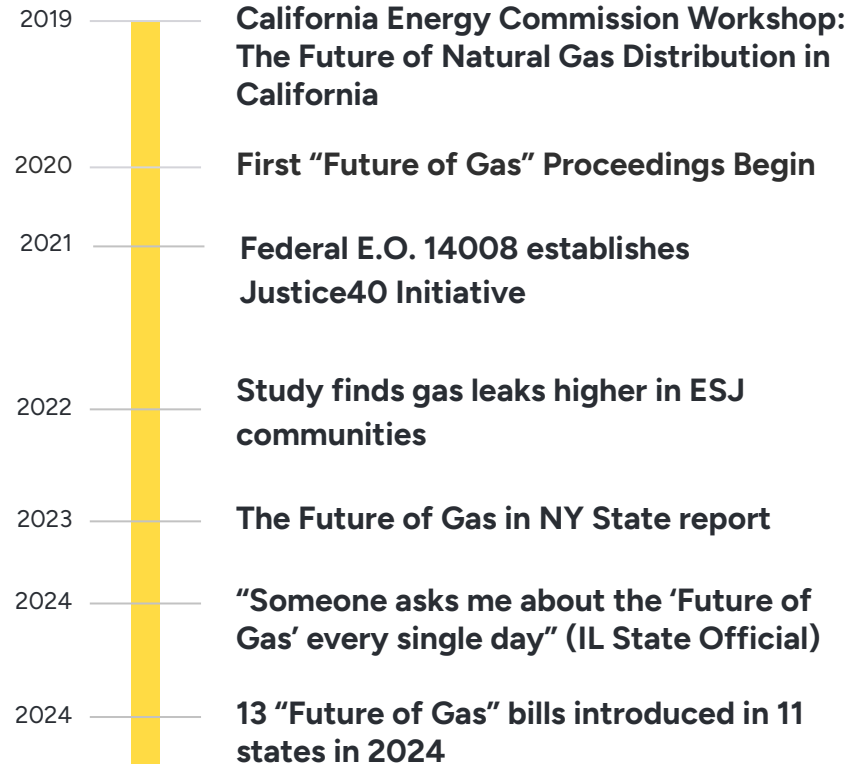 2019
California Energy Commission Workshop:
The Future of Natural Gas Distribution in
California
2020
First “Future of Gas” Proceedings Begin
2021
Federal E.O. 14008 establishes
Justice40 Initiative
2022
Study finds gas leaks higher in ESJ
communities
2023
The Future of Gas in NY State report
2024
“Someone asks me about the ‘Future of
Gas’ every single day” (IL State Official)
2024
13 “Future of Gas” bills introduced in 11
states in 2024